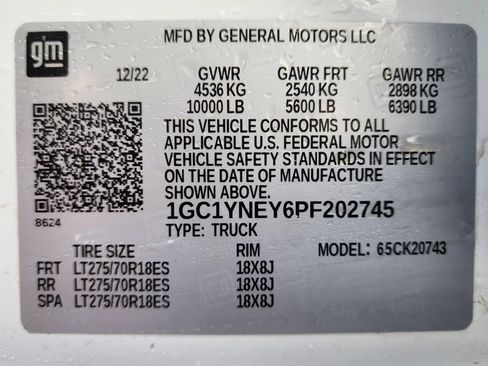 gm
MFD BY GENERAL MOTORS LLC
12/22 GVWR GAWR FRT GAWR RR
4536 KG 2540 KG 2898 KG
10000 LB 5600 LB 6390 LB
THIS VEHICLE CONFORMS TO ALL
APPLICABLE U.S. FEDERAL MOTOR
VEHICLE SAFETY STANDARDS IN EFFECT
ON THE DATE OF MANUFACTURE
SHOWN ABOVE.
1GC1YNEY6PF202745
8624
TYPE: TRUCK
TIRE SIZE RIM MODEL: 65CK20743
FRT LT275/70R18ES 18X8J
RR LT275/70R18ES 18X8J
SPA LT275/70R18ES 18X8J